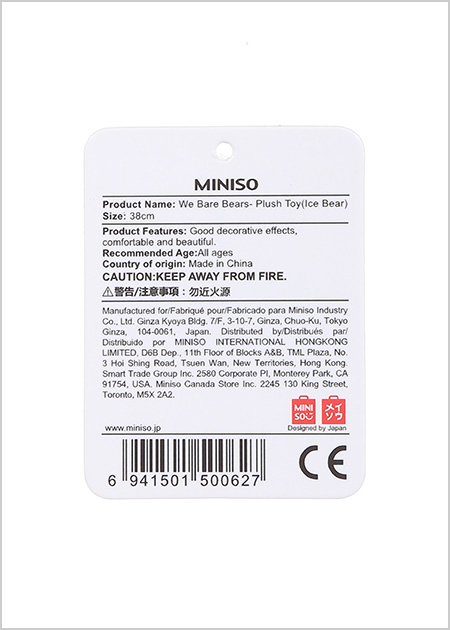 MINISO
Product Name: We Bare Bears- Plush Toy(Ice Bear)
Size: 38cm
Product Features: Good decorative effects,
comfortable and beautiful.
Recommended Age:All ages
Country of origin: Made in China
CAUTION:KEEP AWAY FROM FIRE.
⚠警告/注意事項：勿近火源
Manufactured for/Fabriqué pour/Fabricado para Miniso Industry
Co., Ltd. Ginza Kyoya Bldg. 7/F, 3-10-7, Ginza, Chuo-Ku, Tokyo
Ginza, 104-0061, Japan. Distributed by/Distribués par/
Distribuido por MINISO INTERNATIONAL HONGKONG
LIMITED, D6B Dep., 11th Floor of Blocks A&B, TML Plaza, No.
3 Hoi Shing Road, Tsuen Wan, New Territories, Hong Kong.
Smart Trade Group Inc. 2580 Corporate Pl, Monterey Park, CA
91754, USA. Miniso Canada Store Inc. 2245 130 King Street,
Toronto, M5X 2A2.
MINI
SO
メイ
ソウ
www.miniso.jp
Designed by Japan
6 941501 500627
CE